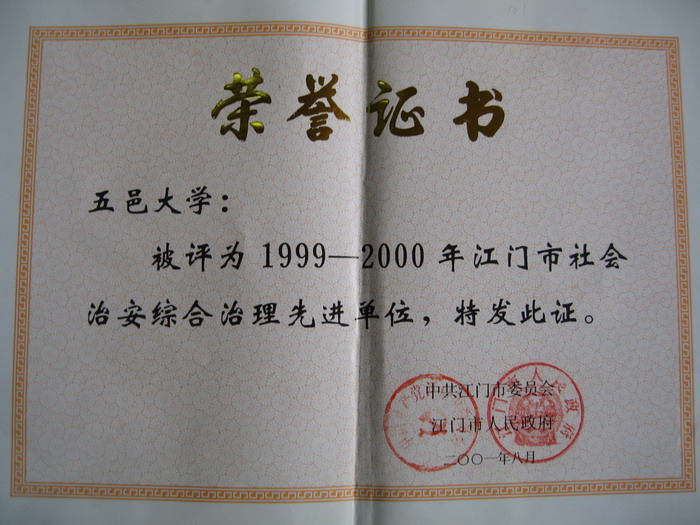 荣誉证书
五邑大学：
被评为1999—2000年江门市社会
治安综合治理先进单位，特发此证。
中共江门市委员会
江门市人民政府
二〇〇一年八月